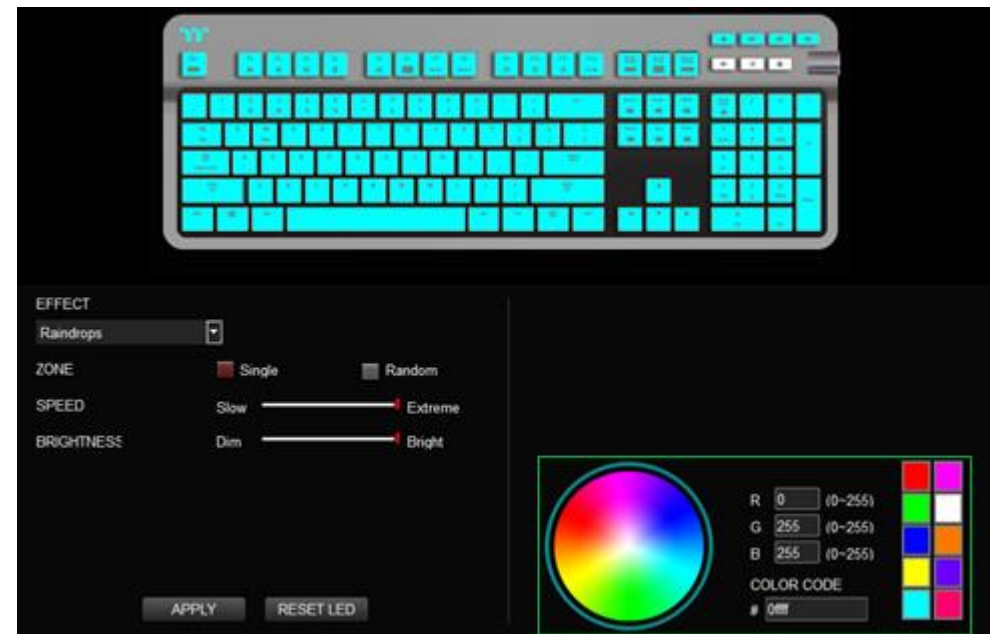 EFFECT
Raindrops
ZONE Single Random
SPEED Slow Extreme
BRIGHTNESS Dim Bright
R 0 (0~255)
G 255 (0~255)
B 255 (0~255)
COLOR CODE
# 0ffff
APPLY RESET LED